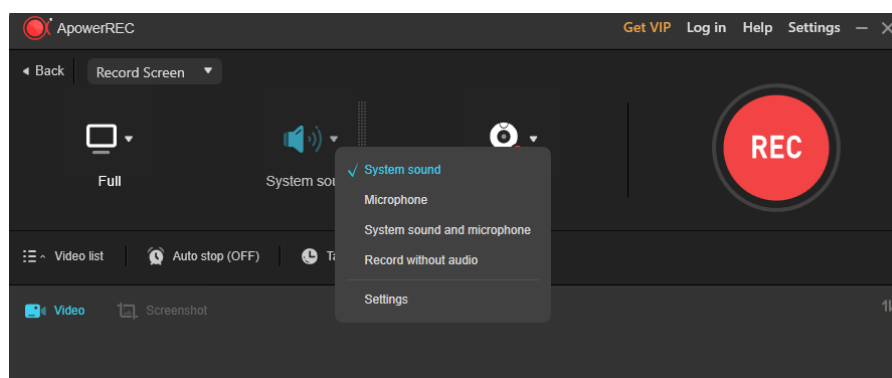 ApowerREC
Get VIP Log in Help Settings
Back Record Screen
Full
System
REC
System sound
Microphone
System sound and microphone
Record without audio
Settings
Video list Auto stop (OFF)
Video Screenshot